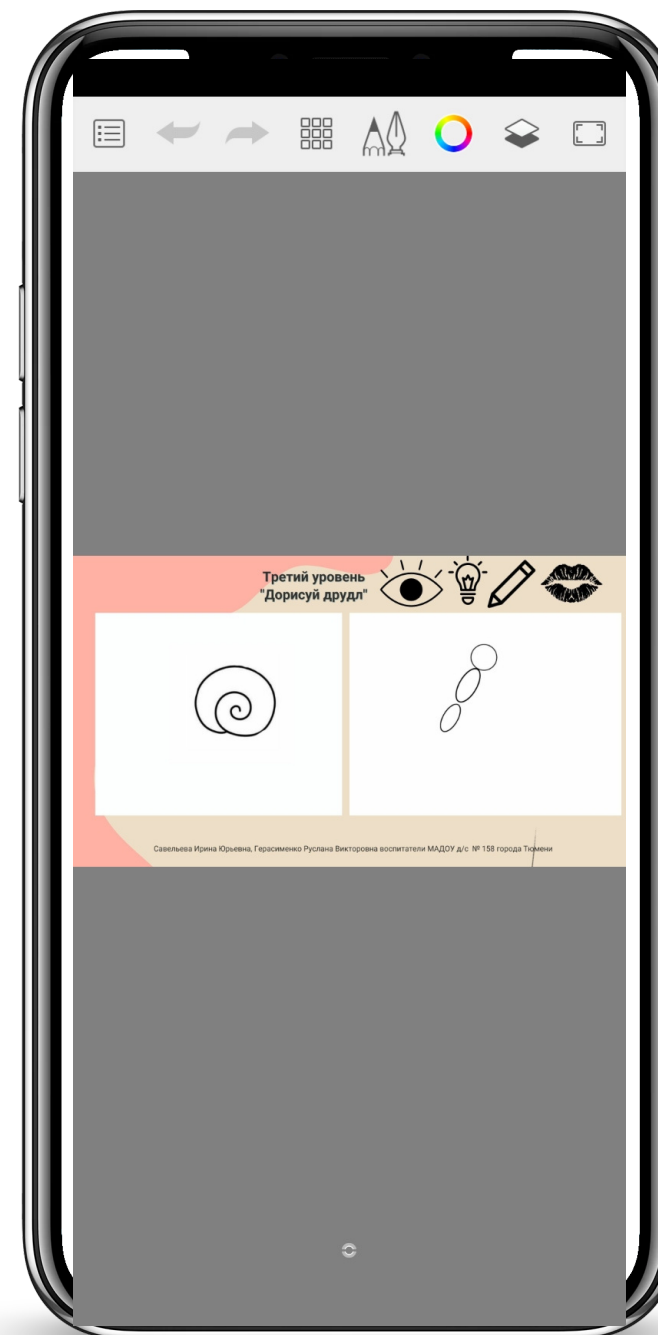 Третий уровень
"Дорисуй друдл"
Савельева Ирина Юрьевна, Герасименко Руслана Викторовна воспитатели МАДОУ д/с № 158 города Тюмени